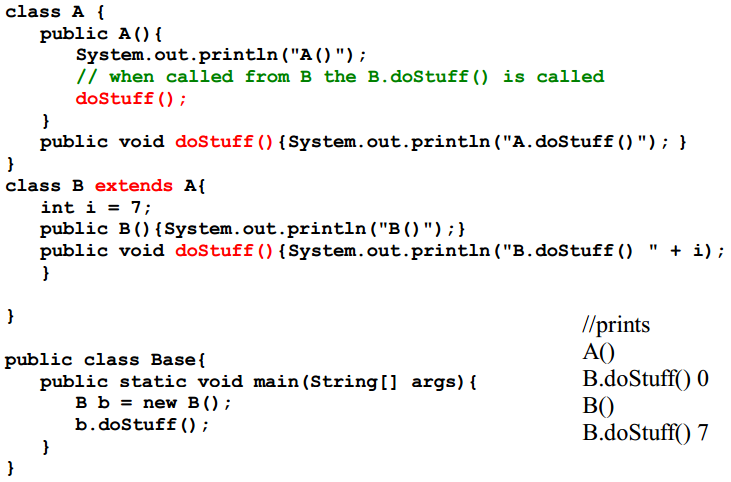 class A {
public A(){
System.out.println("A()");
// when called from B the B.doStuff() is called
doStuff();
}
public void doStuff(){System.out.println("A.doStuff()"); }
}
class B extends A{
int i = 7;
public B(){System.out.println("B()");}
public void doStuff(){System.out.println("B.doStuff() " + i);
}
}
public class Base{
public static void main(String[] args){
B b = new B();
b.doStuff();
}
}
//prints
A()
B.doStuff() 0
B()
B.doStuff() 7